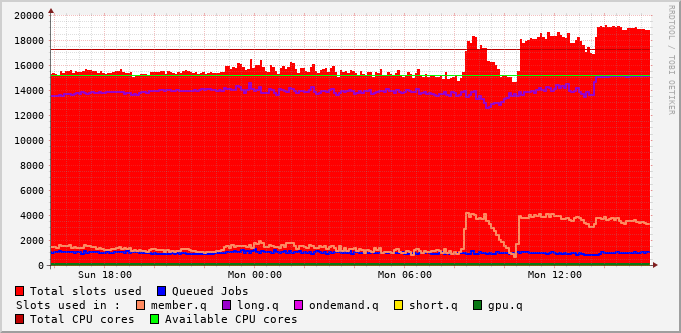 RRDTOOL / TOBI OETIKER
20000
18000
16000
14000
12000
10000
8000
6000
4000
2000
0
Sun 18:00 Mon 00:00 Mon 06:00 Mon 12:00
Total slots used Queued Jobs
Slots used in : member.q long.q ondemand.q short.q gpu.q
Total CPU cores Available CPU cores